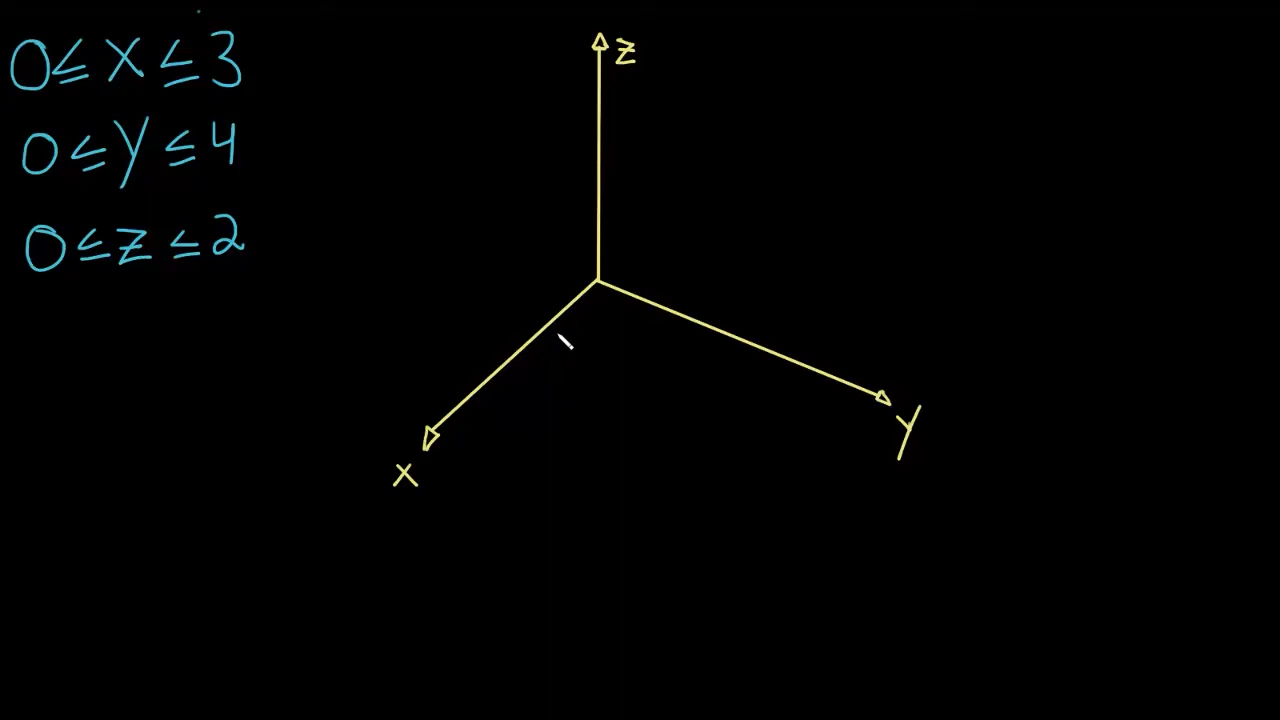 0 ≤ x ≤ 3
0 ≤ y ≤ 4
0 ≤ z ≤ 2
z
y
x